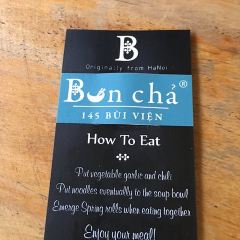 B
Originally from HaNoi
Bún chả®
145 BÙI VIỆN
How To Eat
Put vegetable garlic and chili
Put noodles eventually to the soup bowl
Emerge Spring rolls when eating together
Enjoy your meal!